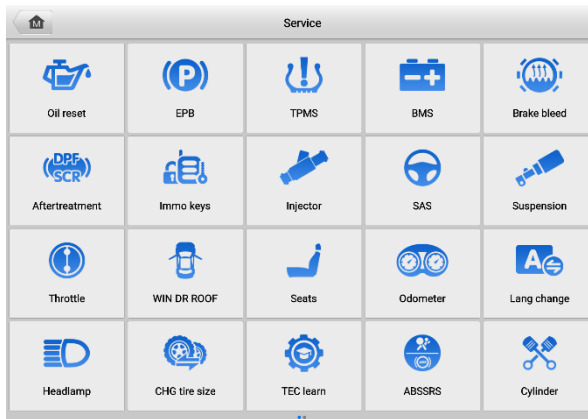 M
Service
Oil reset
EPB
TPMS
BMS
Brake bleed
DPF
SCR
Aftertreatment
Immo keys
Injector
SAS
Suspension
Throttle
WIN DR ROOF
Seats
Odometer
A
Lang change
Headlamp
CHG tire size
TEC learn
ABSSRS
Cylinder